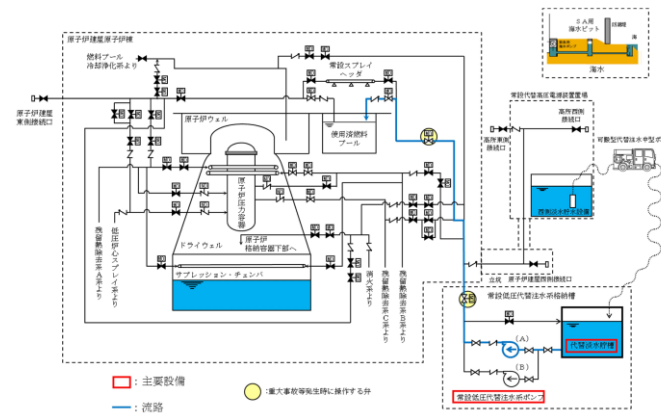 原子炉建屋原子炉棟
燃料プール
冷却浄化系より
常設スプレイ
ヘッダ
原子炉建屋
東側接続口
原子炉ウェル
使用済燃料
プール
原子炉圧力容器
ドライウェル
原子炉
格納容器下部へ
サプレッション・チェンバ
残留熱除去系A系より
低圧炉心スプレイ系より
消火系より
残留熱除去系C系より
残留熱除去系B系より
SA用
海水ピット
海
海水
常設代替高圧電源装置置場
高所東側
接続口
高所西側
接続口
可搬型代替注水中型ポ
西側淡水貯水設備
原子炉建屋西側接続口
常設低圧代替注水系格納槽
(A)
(B)
代替淡水貯槽
常設低圧代替注水系ポンプ
:主要設備
:流路
:重大事故等発生時に操作する弁